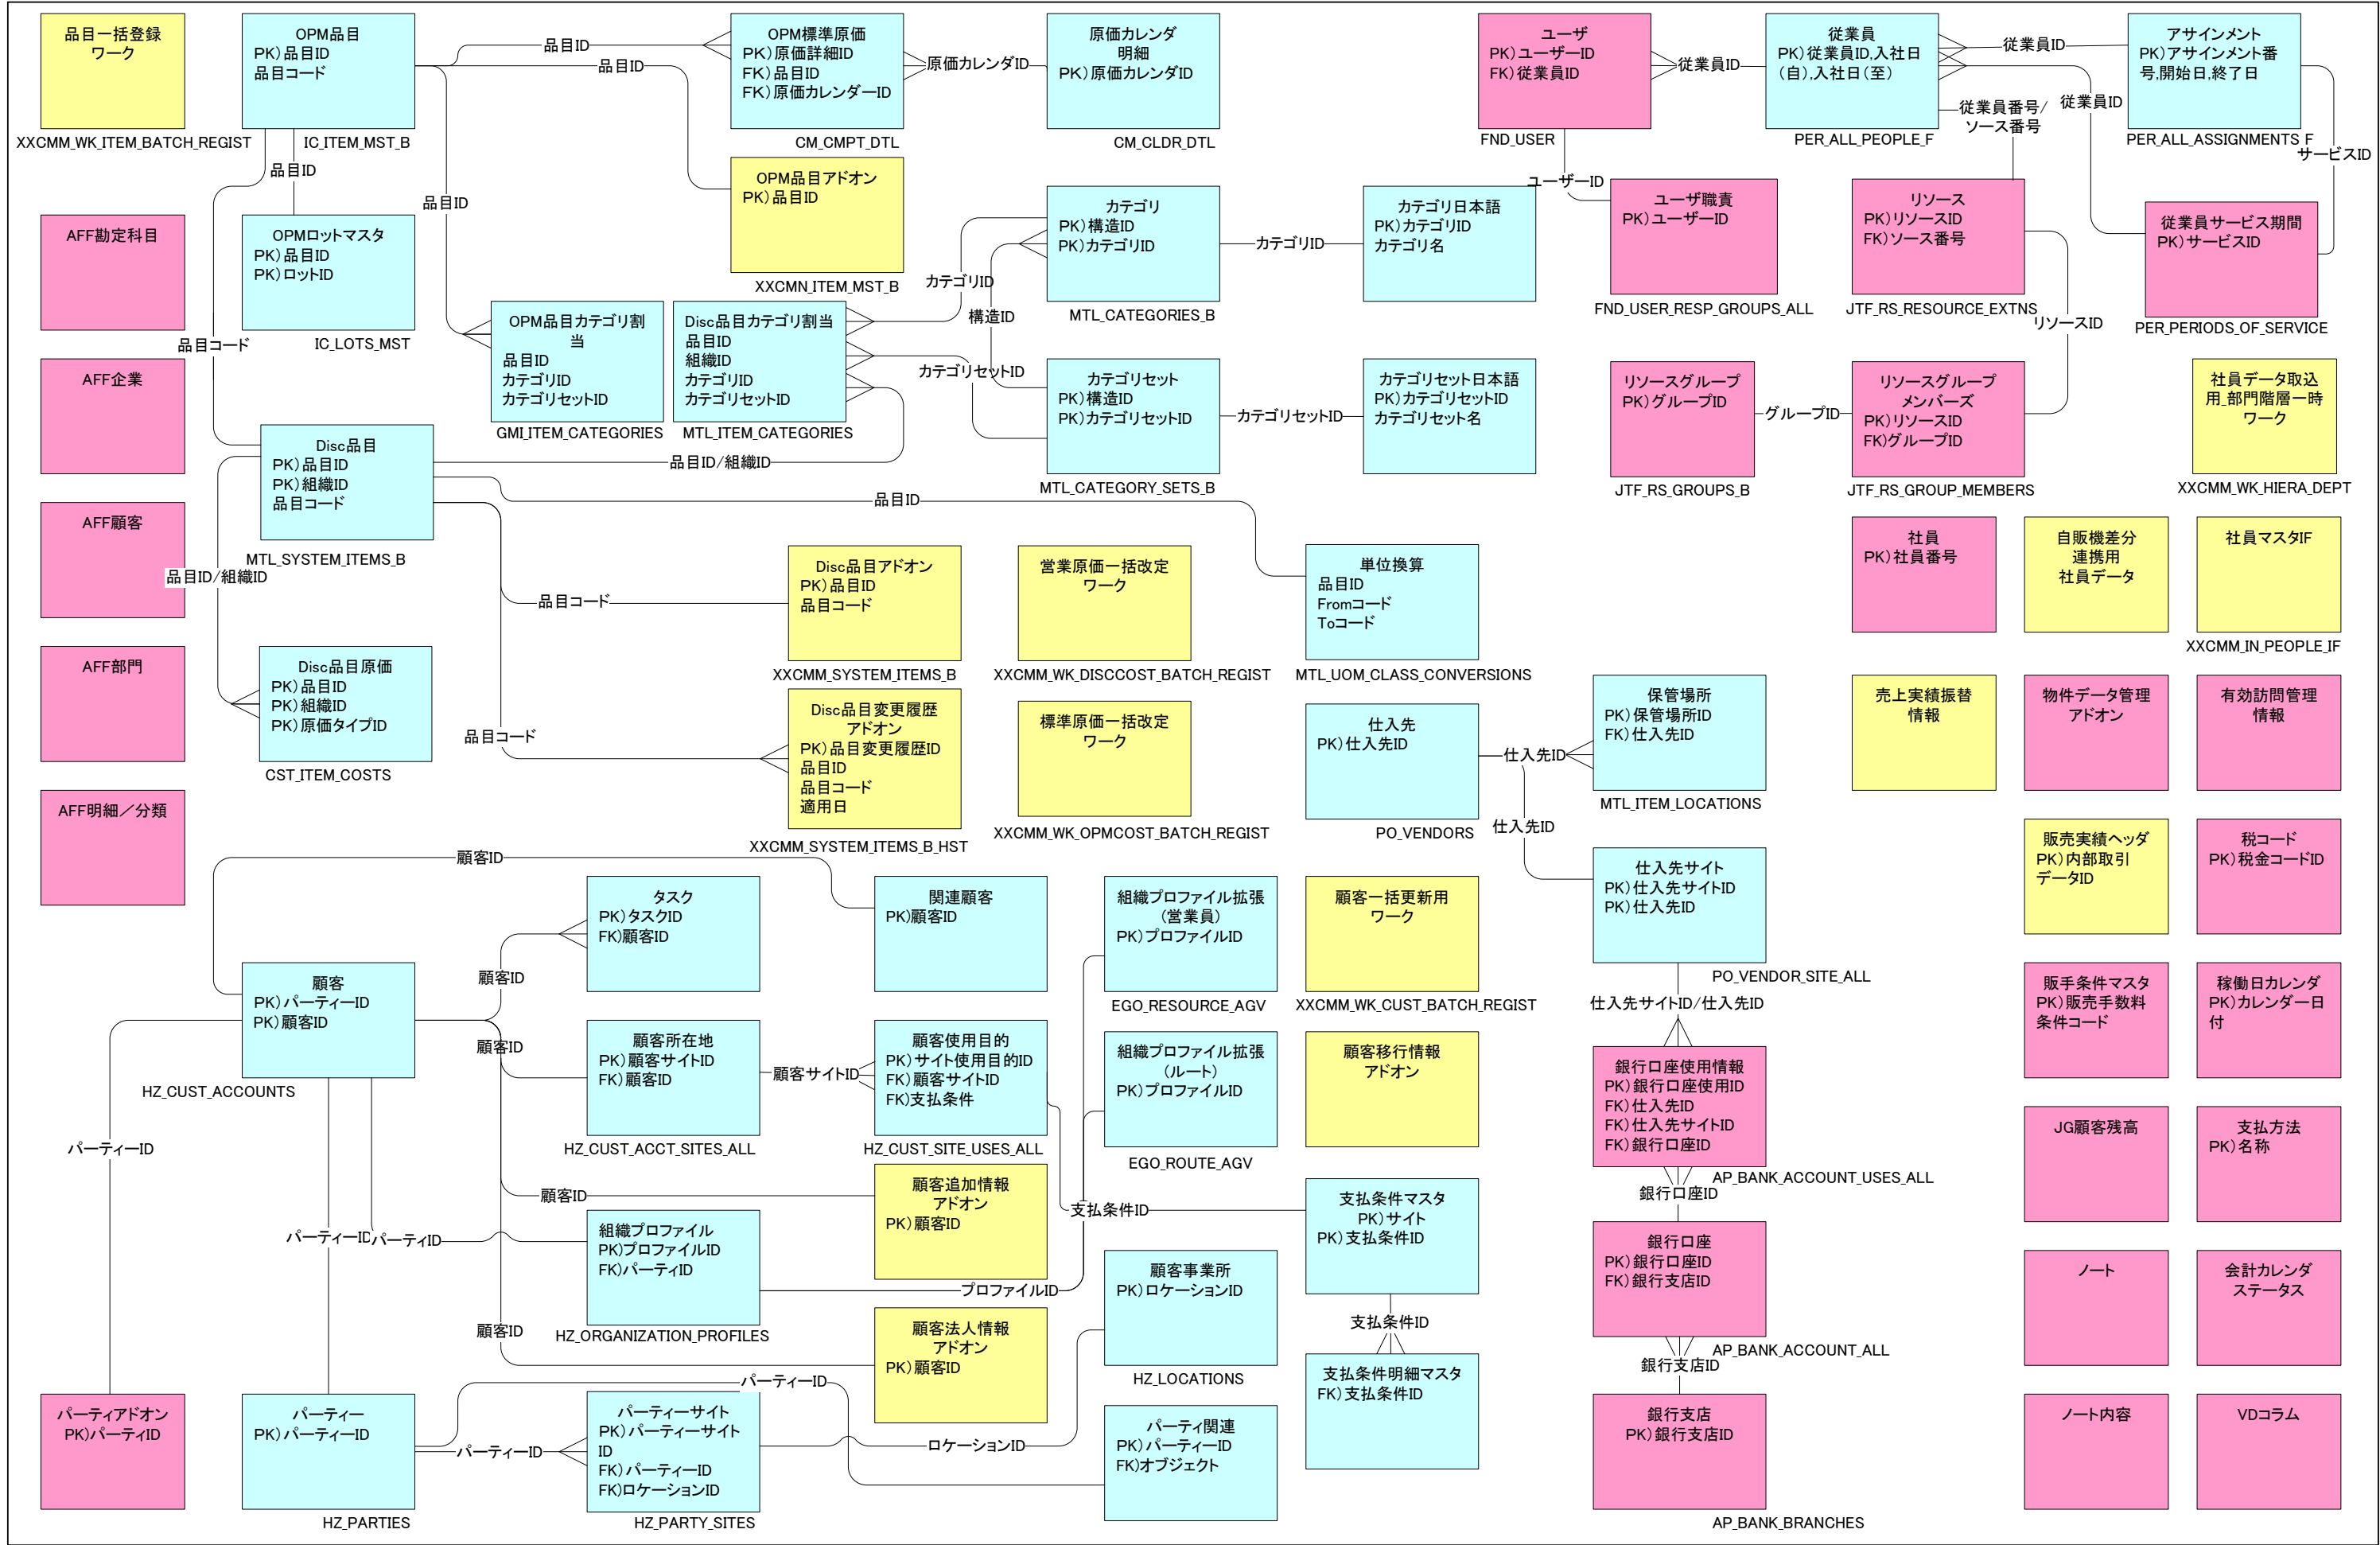 品目一括登録
ワーク
XXCMM_WK_ITEM_BATCH_REGIST
OPM品目
PK)品目ID
品目コード
IC_ITEM_MST_B
品目ID
品目ID
OPM標準原価
PK)原価詳細ID
FK)品目ID
FK)原価カレンダーID
CM_CMPT_DTL
原価カレンダID
原価カレンダ
明細
PK)原価カレンダID
CM_CLDR_DTL
ユーザ
PK)ユーザーID
FK)従業員ID
FND_USER
従業員ID
従業員
PK)従業員ID,入社日
(自),入社日(至)
PER_ALL_PEOPLE_F
従業員ID
従業員番号/
ソース番号
従業員ID
アサインメント
PK)アサインメント番
号,開始日,終了日
PER_ALL_ASSIGNMENTS_F
サービスID
品目ID
品目ID
OPM品目アドオン
PK)品目ID
XXCMN_ITEM_MST_B
ユーザーID
AFF勘定科目
OPMロットマスタ
PK)品目ID
PK)ロットID
IC_LOTS_MST
カテゴリ
PK)構造ID
PK)カテゴリID
MTL_CATEGORIES_B
カテゴリID
カテゴリ日本語
PK)カテゴリID
カテゴリ名
ユーザ職責
PK)ユーザーID
FND_USER_RESP_GROUPS_ALL
リソース
PK)リソースID
FK)ソース番号
JTF_RS_RESOURCE_EXTNS
従業員サービス期間
PK)サービスID
PER_PERIODS_OF_SERVICE
カテゴリID
構造ID
リソースID
品目コード
OPM品目カテゴリ割
当
品目ID
カテゴリID
カテゴリセットID
GMI_ITEM_CATEGORIES
Disc品目カテゴリ割当
品目ID
組織ID
カテゴリID
カテゴリセットID
MTL_ITEM_CATEGORIES
カテゴリセットID
カテゴリセット
PK)構造ID
PK)カテゴリセットID
MTL_CATEGORY_SETS_B
カテゴリセットID
カテゴリセット日本語
PK)カテゴリセットID
カテゴリセット名
リソースグループ
PK)グループID
JTF_RS_GROUPS_B
グループID
リソースグループ
メンバーズ
PK)リソースID
FK)グループID
JTF_RS_GROUP_MEMBERS
社員データ取込
用_部門階層一時
ワーク
XXCMM_WK_HIERA_DEPT
AFF企業
Disc品目
PK)品目ID
PK)組織ID
品目コード
MTL_SYSTEM_ITEMS_B
品目ID/組織ID
品目ID
AFF顧客
品目ID/組織ID
品目コード
Disc品目アドオン
PK)品目ID
品目コード
XXCMM_SYSTEM_ITEMS_B
営業原価一括改定
ワーク
XXCMM_WK_DISCCOST_BATCH_REGIST
単位換算
品目ID
Fromコード
Toコード
MTL_UOM_CLASS_CONVERSIONS
社員
PK)社員番号
自販機差分
連携用
社員データ
社員マスタIF
XXCMM_IN_PEOPLE_IF
AFF部門
Disc品目原価
PK)品目ID
PK)組織ID
PK)原価タイプID
CST_ITEM_COSTS
品目コード
Disc品目変更履歴
アドオン
PK)品目変更履歴ID
品目ID
品目コード
適用日
XXCMM_SYSTEM_ITEMS_B_HST
標準原価一括改定
ワーク
XXCMM_WK_OPMCOST_BATCH_REGIST
仕入先
PK)仕入先ID
PO_VENDORS
仕入先ID
仕入先ID
保管場所
PK)保管場所ID
FK)仕入先ID
MTL_ITEM_LOCATIONS
売上実績振替
情報
物件データ管理
アドオン
有効訪問管理
情報
AFF明細／分類
顧客ID
タスク
PK)タスクID
FK)顧客ID
関連顧客
PK)顧客ID
組織プロファイル拡張
(営業員)
PK)プロファイルID
EGO_RESOURCE_AGV
顧客一括更新用
ワーク
XXCMM_WK_CUST_BATCH_REGIST
仕入先サイト
PK)仕入先サイトID
PK)仕入先ID
PO_VENDOR_SITE_ALL
販売実績ヘッダ
PK)内部取引
データID
税コード
PK)税金コードID
顧客
PK)パーティーID
PK)顧客ID
HZ_CUST_ACCOUNTS
顧客ID
顧客ID
顧客所在地
PK)顧客サイトID
FK)顧客ID
HZ_CUST_ACCT_SITES_ALL
顧客サイトID
顧客使用目的
PK)サイト使用目的ID
FK)顧客サイトID
FK)支払条件
HZ_CUST_SITE_USES_ALL
組織プロファイル拡張
(ルート)
PK)プロファイルID
EGO_ROUTE_AGV
顧客移行情報
アドオン
仕入先サイトID/仕入先ID
銀行口座使用情報
PK)銀行口座使用ID
FK)仕入先ID
FK)仕入先サイトID
FK)銀行口座ID
AP_BANK_ACCOUNT_USES_ALL
販手条件マスタ
PK)販売手数料
条件コード
稼働日カレンダ
PK)カレンダー日
付
パーティーID
顧客ID
顧客追加情報
アドオン
PK)顧客ID
支払条件ID
支払条件マスタ
PK)サイト
PK)支払条件ID
銀行口座ID
JG顧客残高
支払方法
PK)名称
パーティーID
パーティID
組織プロファイル
PK)プロファイルID
FK)パーティID
HZ_ORGANIZATION_PROFILES
プロファイルID
顧客事業所
PK)ロケーションID
HZ_LOCATIONS
銀行口座
PK)銀行口座ID
FK)銀行支店ID
AP_BANK_ACCOUNT_ALL
ノート
会計カレンダ
ステータス
顧客ID
顧客法人情報
アドオン
PK)顧客ID
支払条件ID
支払条件明細マスタ
FK)支払条件ID
銀行支店ID
パーティアドオン
PK)パーティID
パーティー
PK)パーティーID
HZ_PARTIES
パーティーID
パーティーID
パーティーサイト
PK)パーティーサイト
ID
FK)パーティーID
FK)ロケーションID
HZ_PARTY_SITES
ロケーションID
パーティ関連
PK)パーティーID
FK)オブジェクト
銀行支店
PK)銀行支店ID
AP_BANK_BRANCHES
ノート内容
VDコラム